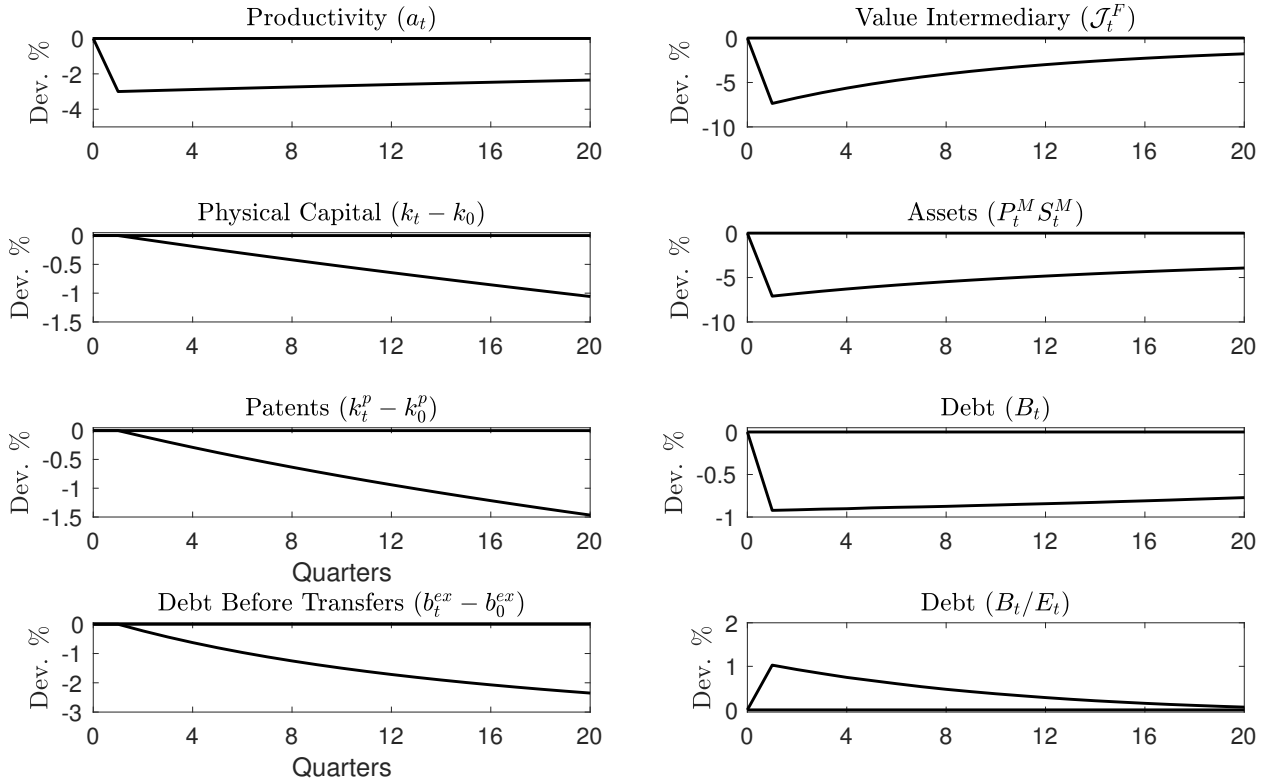 Productivity (a_t)
Dev. %
0
-2
-4
0 4 8 12 16 20
Value Intermediary (𝒥_t^F)
0
-5
-10
0 4 8 12 16 20
Physical Capital (k_t − k_0)
Dev. %
0
-0.5
-1
-1.5
0 4 8 12 16 20
Assets (P_t^M S_t^M)
Dev. %
0
-5
-10
0 4 8 12 16 20
Patents (k_t^p − k_0^p)
Dev. %
0
-0.5
-1
-1.5
0 4 8 12 16 20
Quarters
Debt (B_t)
Dev. %
0
-0.5
-1
0 4 8 12 16 20
Debt Before Transfers (b_t^{ex} − b_0^{ex})
Dev. %
0
-1
-2
-3
0 4 8 12 16 20
Quarters
Debt (B_t/E_t)
Dev. %
2
1
0
0 4 8 12 16 20